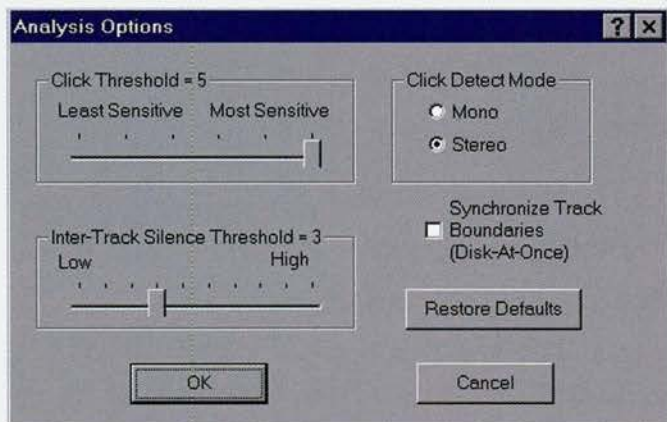 Analysis Options
Click Threshold = 5
Least Sensitive Most Sensitive
Click Detect Mode
Mono
Stereo
Synchronize Track
Boundaries
(Disk-At-Once)
Inter-Track Silence Threshold = 3
Low High
Restore Defaults
OK
Cancel